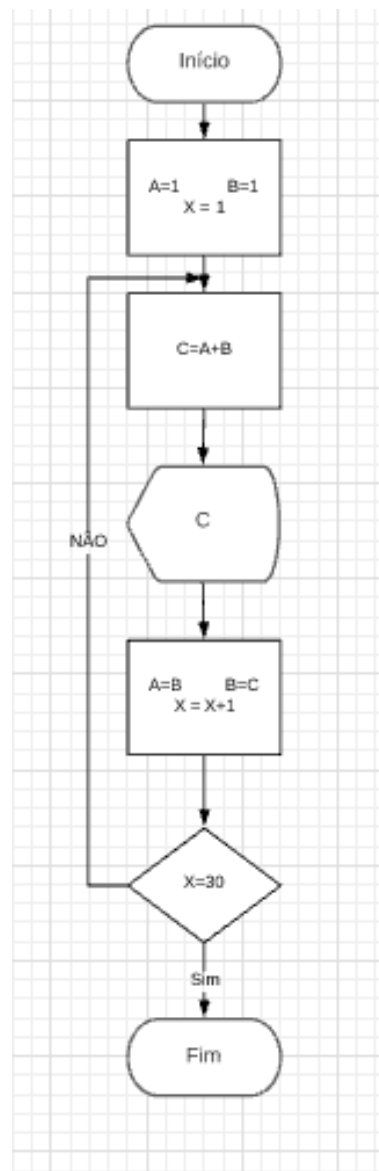 Início
A=1 B=1
X = 1
C=A+B
C
NÃO
A=B B=C
X = X+1
X=30
Sim
Fim